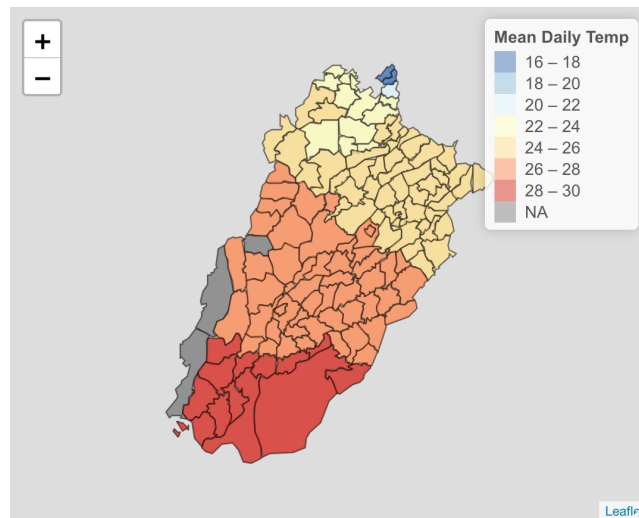 +
−
Mean Daily Temp
16 – 18
18 – 20
20 – 22
22 – 24
24 – 26
26 – 28
28 – 30
NA